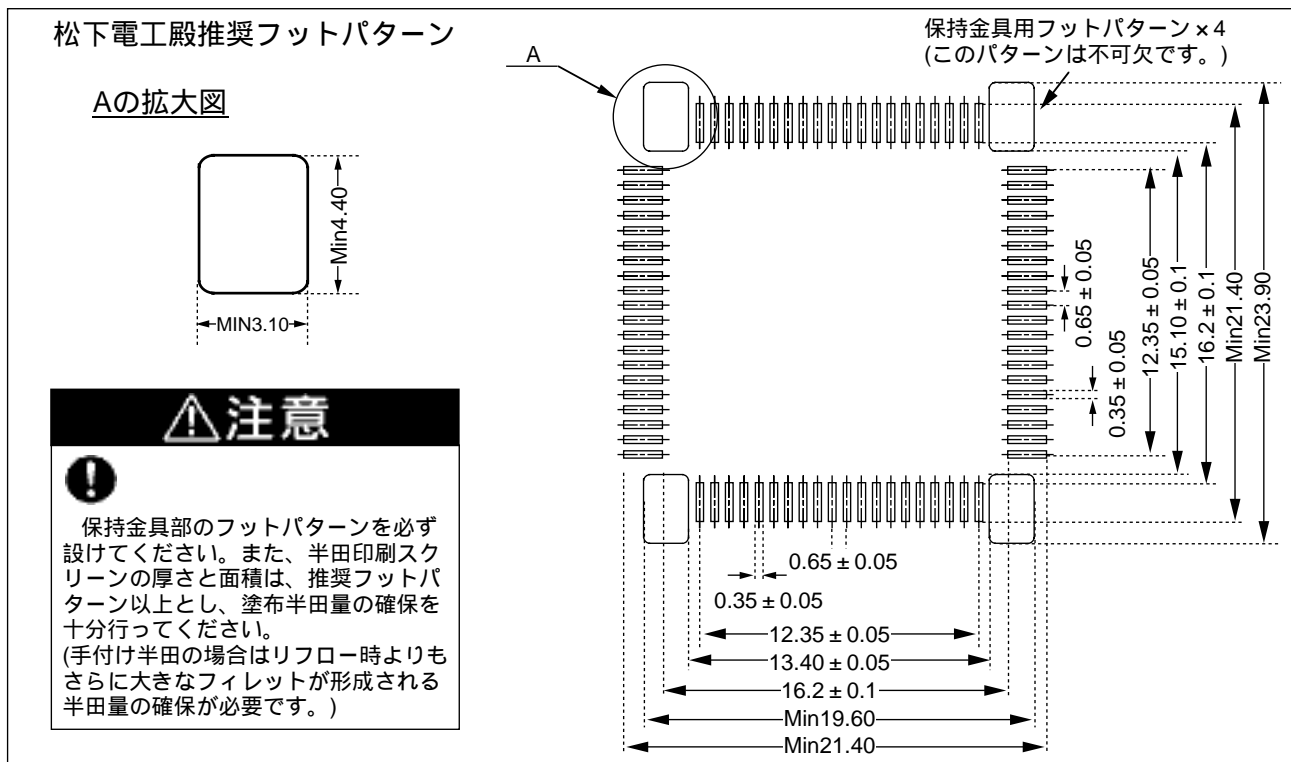 松下電工殿推奨フットパターン
Aの拡大図
Min4.40
MIN3.10
注意
保持金具部のフットパターンを必ず
設けてください。また、半田印刷スク
リーンの厚さと面積は、推奨フットパ
ターン以上とし、塗布半田量の確保を
十分行ってください。
(手付け半田の場合はリフロー時よりも
さらに大きなフィレットが形成される
半田量の確保が必要です。)
A
保持金具用フットパターン×4
(このパターンは不可欠です。)
0.65±0.05
0.35±0.05
12.35±0.05
15.10±0.1
16.2±0.1
Min21.40
Min23.90
0.65±0.05
0.35±0.05
12.35±0.05
13.40±0.05
16.2±0.1
Min19.60
Min21.40